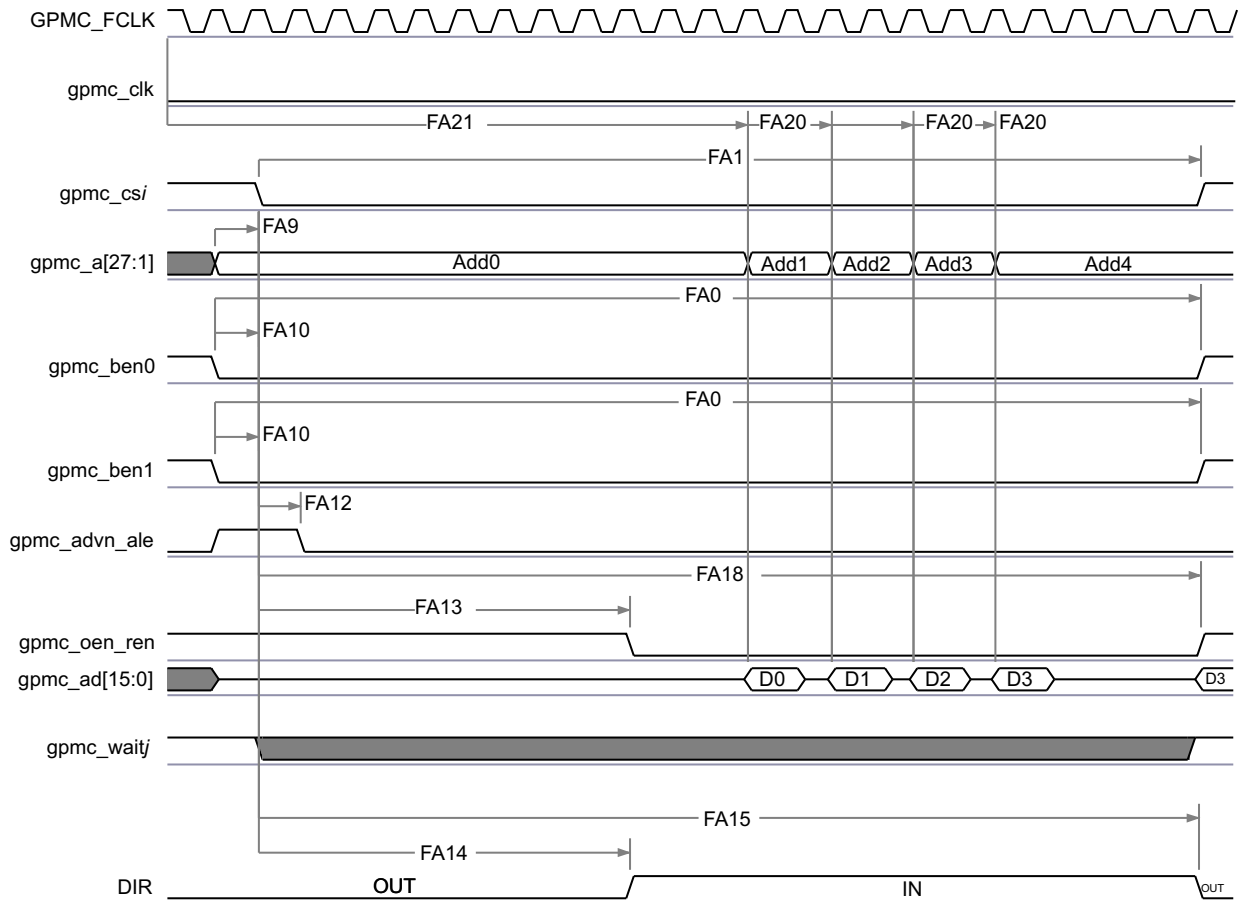 GPMC_FCLK
gpmc_clk
FA21 FA20 FA20 FA20
FA1
gpmc_csi
FA9
gpmc_a[27:1] Add0 Add1 Add2 Add3 Add4
FA0
FA10
gpmc_ben0
FA0
FA10
gpmc_ben1
FA12
gpmc_advn_ale
FA18
FA13
gpmc_oen_ren
gpmc_ad[15:0] D0 D1 D2 D3 D3
gpmc_waitj
FA15
FA14
DIR OUT IN OUT